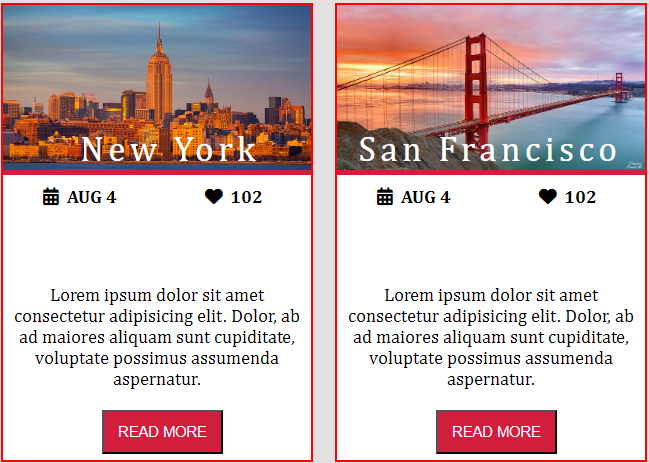 New York
AUG 4
102
Lorem ipsum dolor sit amet
consectetur adipisicing elit. Dolor, ab
ad maiores aliquam sunt cupiditate,
voluptate possimus assumenda
aspernatur.
READ MORE
San Francisco
AUG 4
102
Lorem ipsum dolor sit amet
consectetur adipisicing elit. Dolor, ab
ad maiores aliquam sunt cupiditate,
voluptate possimus assumenda
aspernatur.
READ MORE